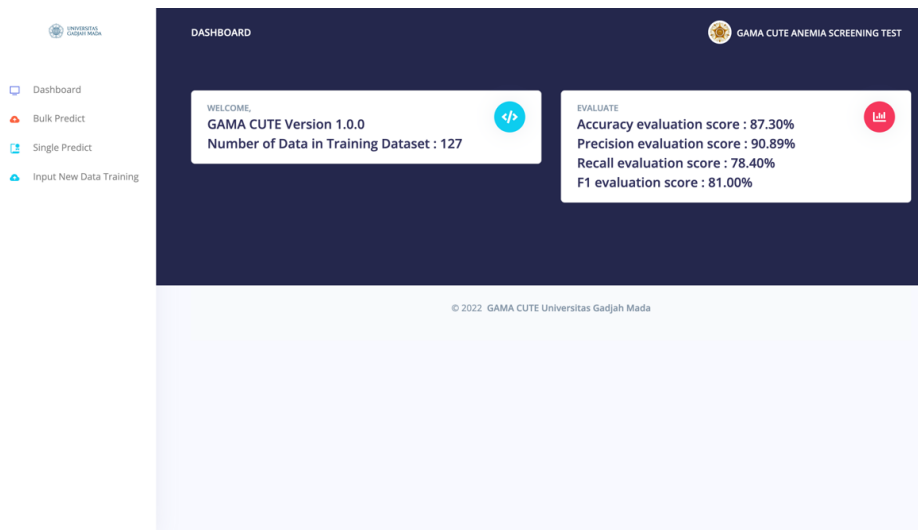 UNIVERSITAS
GADJAH MADA
Dashboard
Bulk Predict
Single Predict
Input New Data Training
DASHBOARD
GAMA CUTE ANEMIA SCREENING TEST
WELCOME,
GAMA CUTE Version 1.0.0
Number of Data in Training Dataset : 127
EVALUATE
Accuracy evaluation score : 87.30%
Precision evaluation score : 90.89%
Recall evaluation score : 78.40%
F1 evaluation score : 81.00%
© 2022 GAMA CUTE Universitas Gadjah Mada